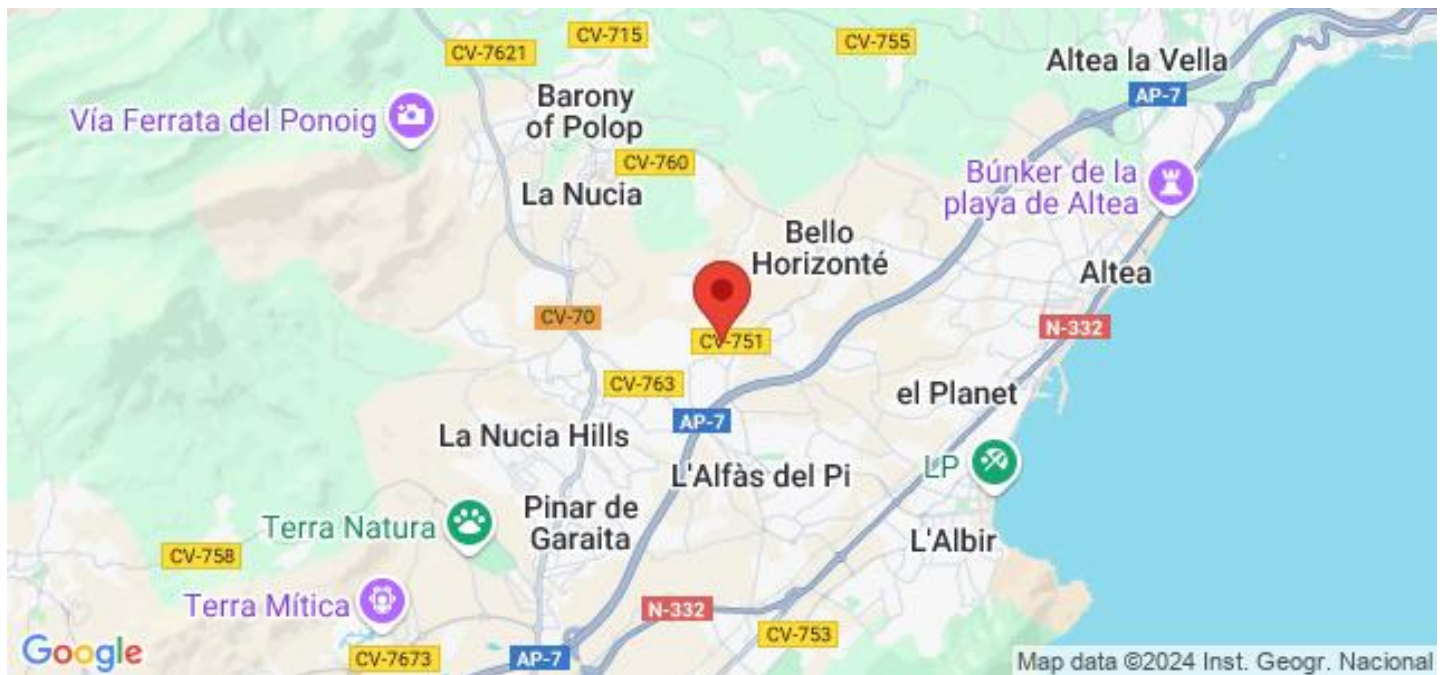 CV-715
CV-755
CV-7621
Altea la Vella
AP-7
Barony
of Polop
Vía Ferrata del Ponoig
CV-760
Búnker de la
playa de Altea
La Nucia
Bello
Horizonté
Altea
CV-70
N-332
CV-751
CV-763
el Planet
AP-7
La Nucia Hills
LP
L'Alfàs del Pi
Pinar de
Garaita
Terra Natura
L'Albir
CV-758
Terra Mítica
N-332
CV-753
Google
CV-7673
AP-7
Map data ©2024 Inst. Geogr. Nacional